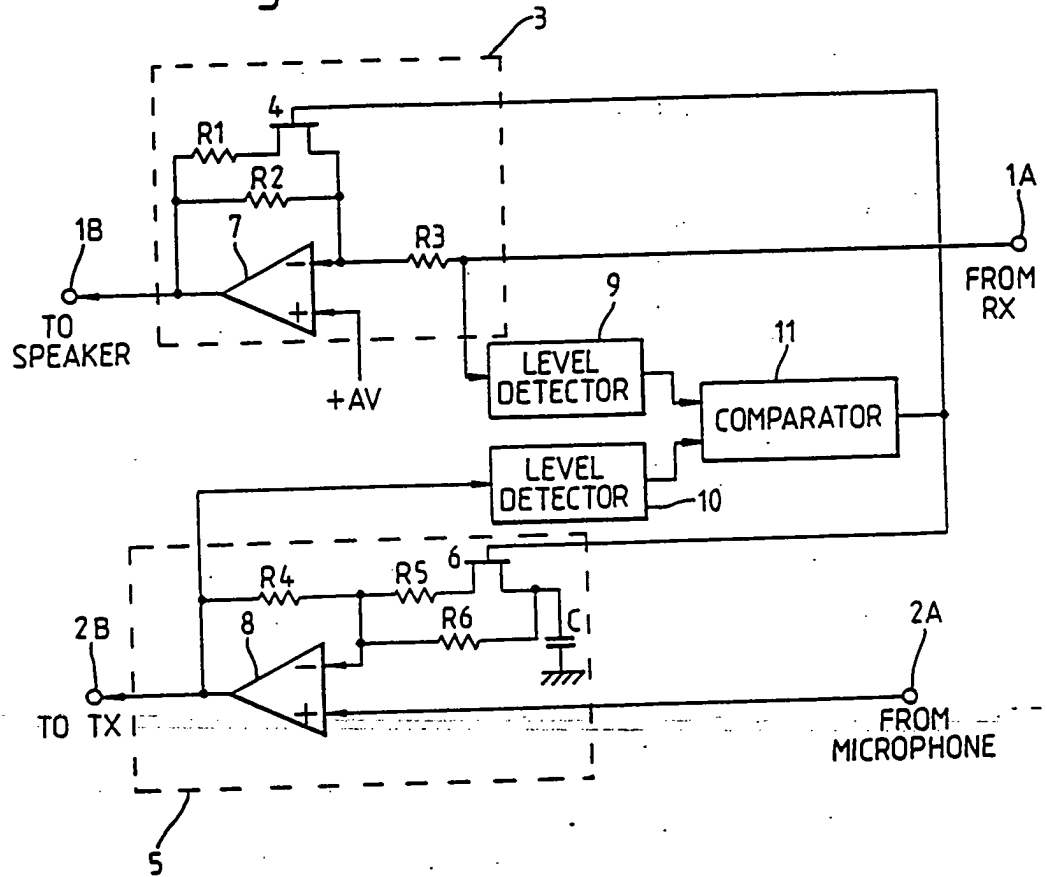 3
4
R1
R2
1A
7
R3
1B
−
+
9
FROM
RX
TO
SPEAKER
11
LEVEL
DETECTOR
+AV
COMPARATOR
LEVEL
DETECTOR
10
6
R4
R5
C
R6
2A
2B
8
−
+
TO TX
FROM
MICROPHONE
5